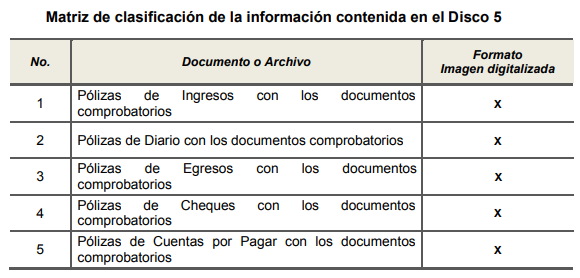 Matriz de clasificación de la información contenida en el Disco 5
No. Documento o Archivo Formato
Imagen digitalizada
1 Pólizas de Ingresos con los documentos
comprobatorios x
2 Pólizas de Diario con los documentos comprobatorios x
3 Pólizas de Egresos con los documentos
comprobatorios x
4 Pólizas de Cheques con los documentos
comprobatorios x
5 Pólizas de Cuentas por Pagar con los documentos
comprobatorios x